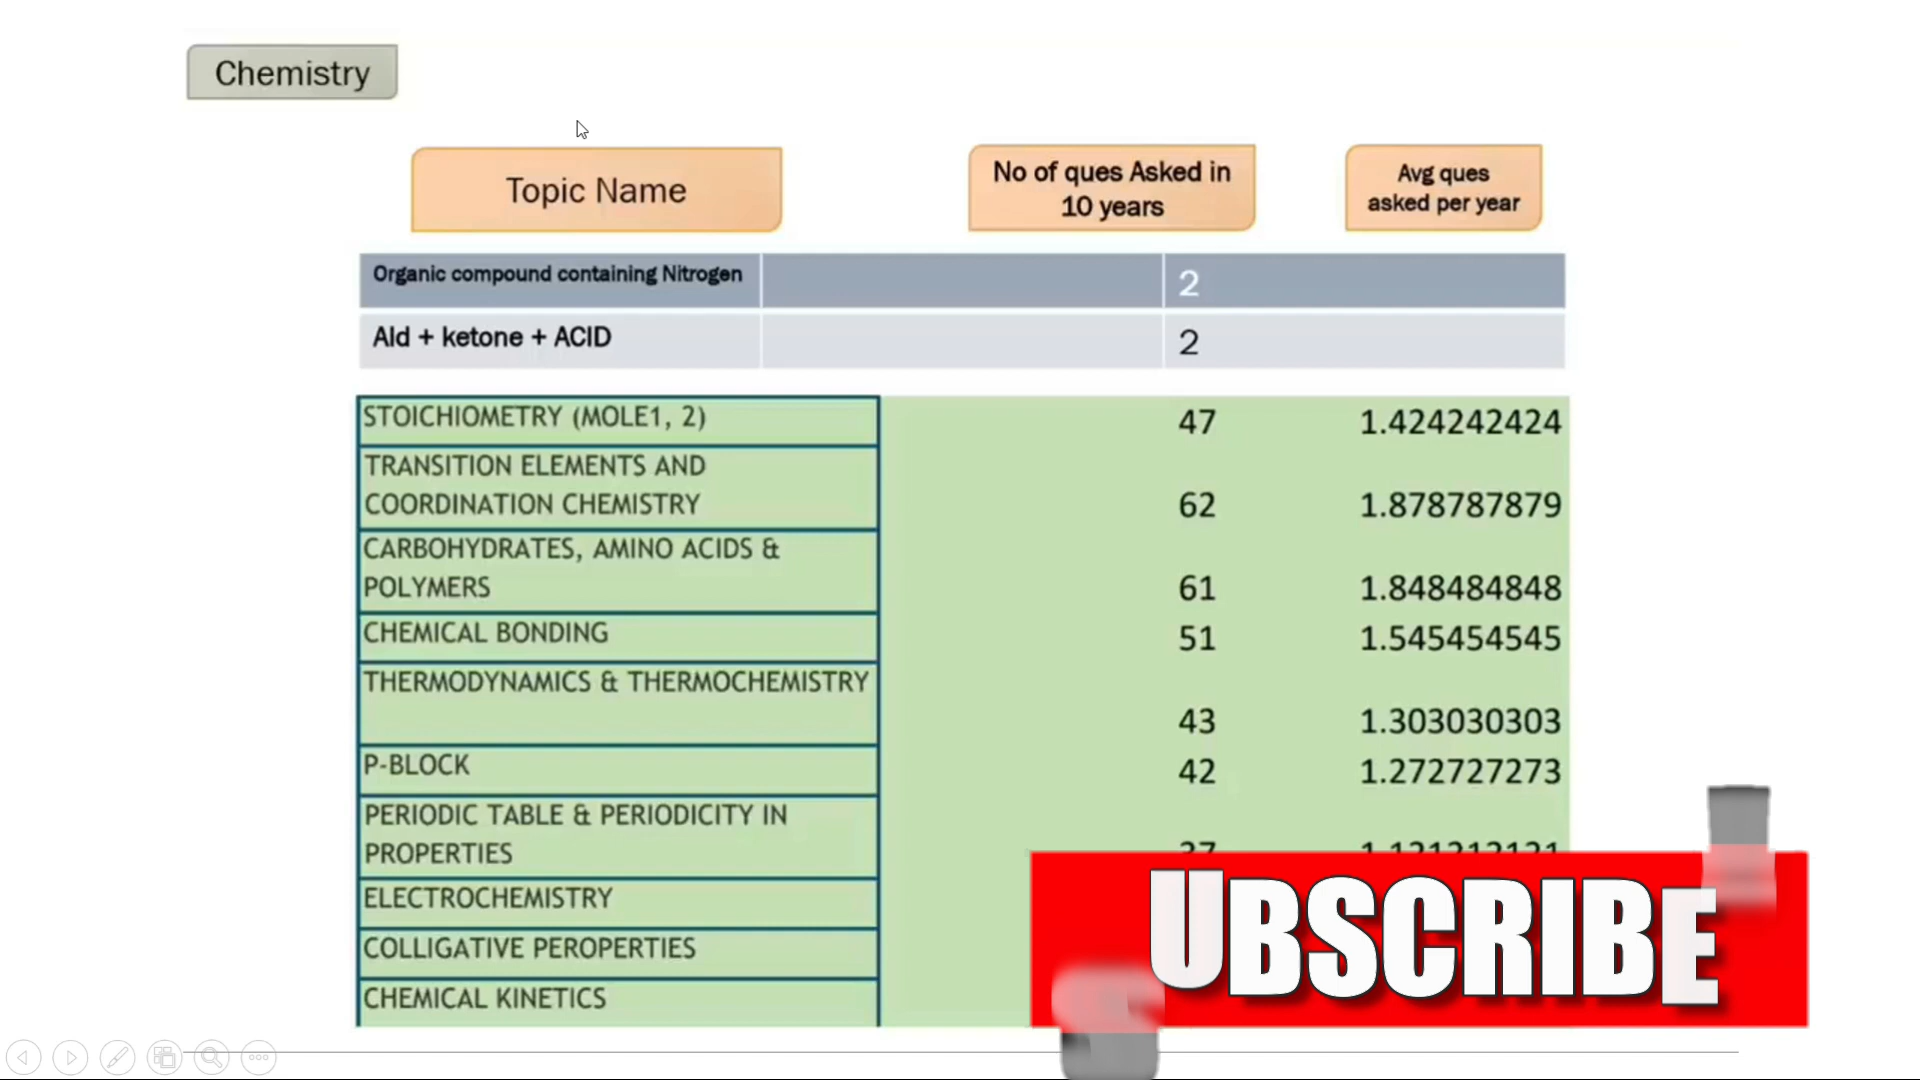 Chemistry
Topic Name
No of ques Asked in
10 years
Avg ques
asked per year
Organic compound containing Nitrogen 2
Ald + ketone + ACID 2
STOICHIOMETRY (MOLE1, 2) 47 1.424242424
TRANSITION ELEMENTS AND
COORDINATION CHEMISTRY 62 1.878787879
CARBOHYDRATES, AMINO ACIDS &
POLYMERS 61 1.848484848
CHEMICAL BONDING 51 1.545454545
THERMODYNAMICS & THERMOCHEMISTRY
43 1.303030303
P-BLOCK 42 1.272727273
PERIODIC TABLE & PERIODICITY IN
PROPERTIES 37
ELECTROCHEMISTRY
COLLIGATIVE PEROPERTIES
CHEMICAL KINETICS
UBSCRIBE